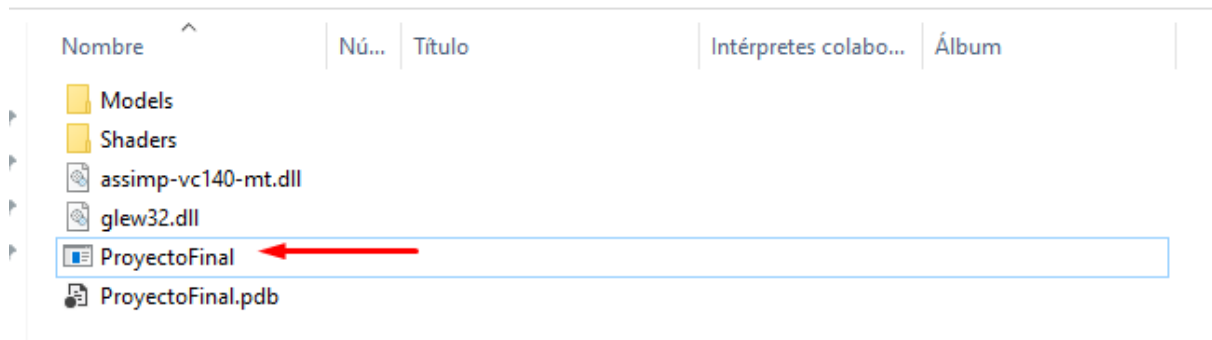 Nombre Nú... Título Intérpretes colabo... Álbum
Models
Shaders
assimp-vc140-mt.dll
glew32.dll
ProyectoFinal
ProyectoFinal.pdb